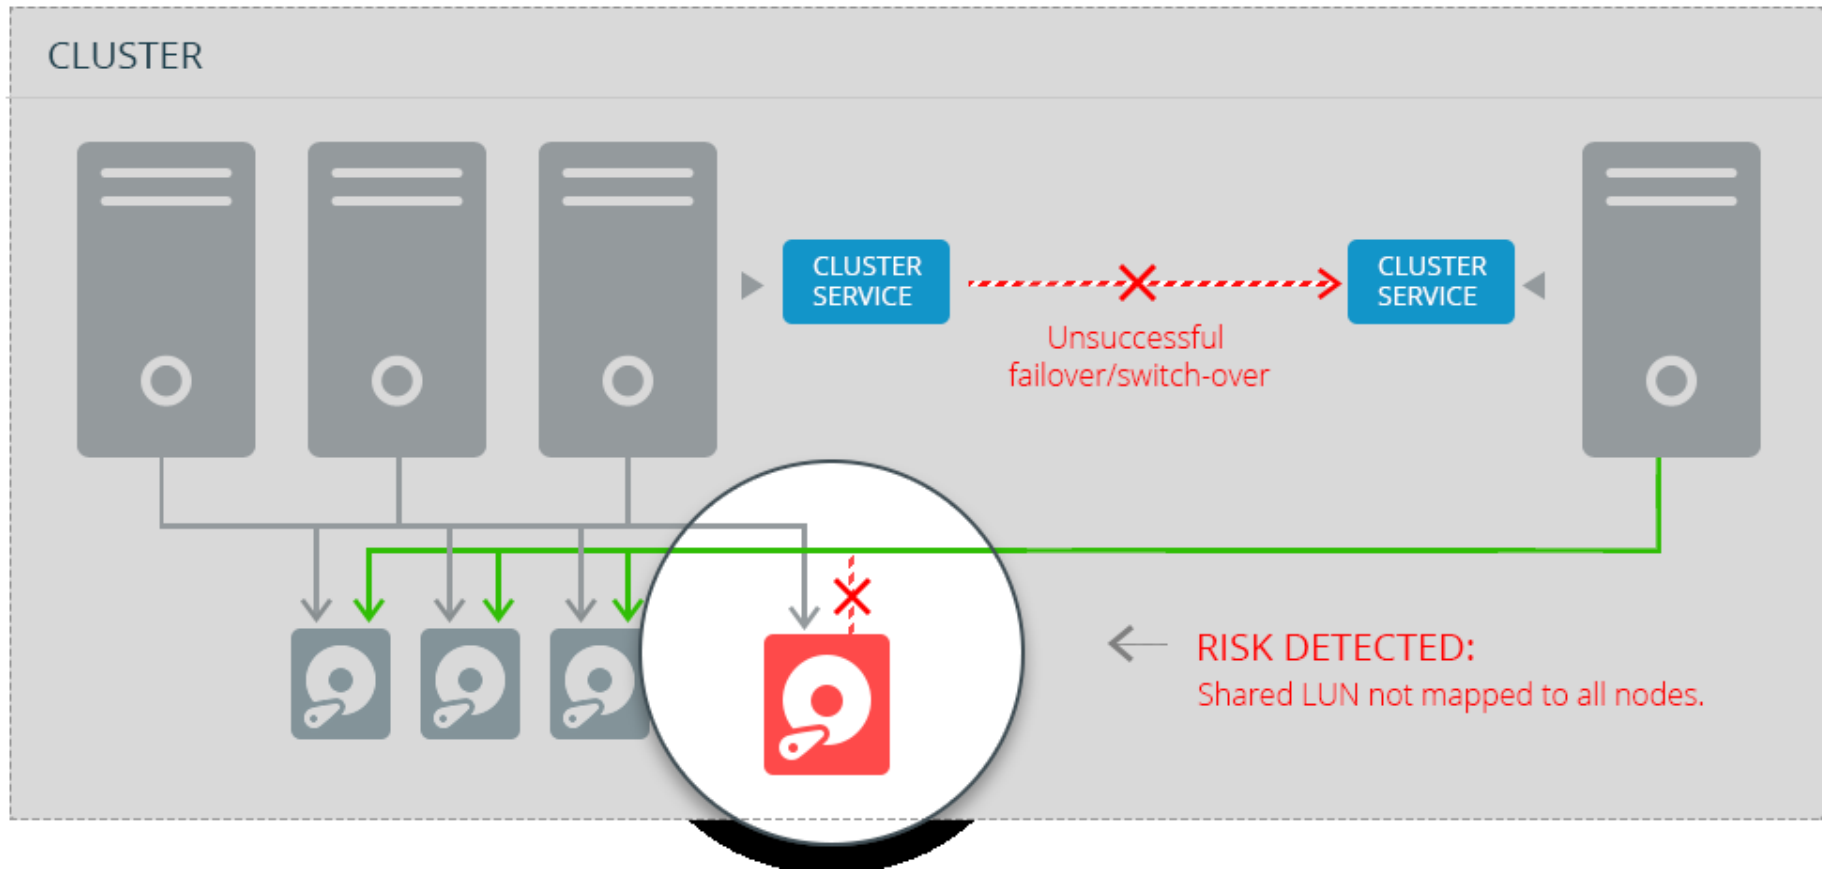 CLUSTER
CLUSTER
SERVICE
CLUSTER
SERVICE
Unsuccessful
failover/switch-over
RISK DETECTED:
Shared LUN not mapped to all nodes.